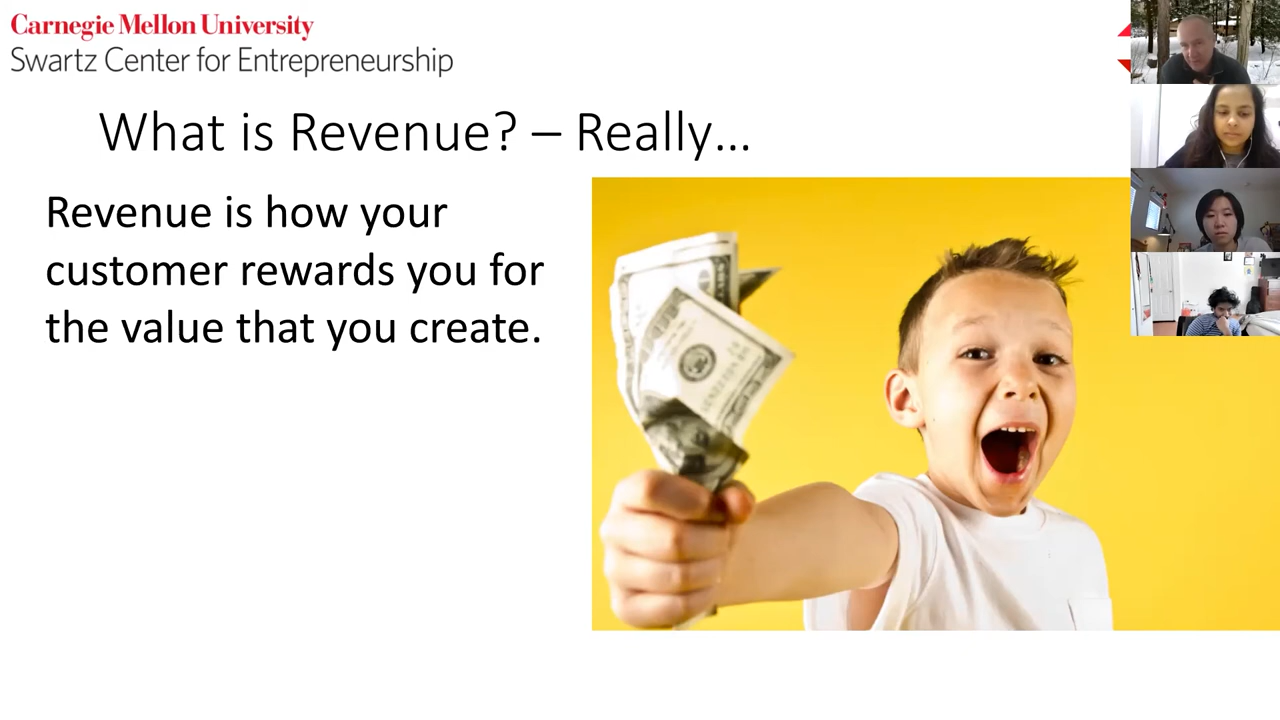 Carnegie Mellon University
Swartz Center for Entrepreneurship
What is Revenue? – Really...
Revenue is how your
customer rewards you for
the value that you create.